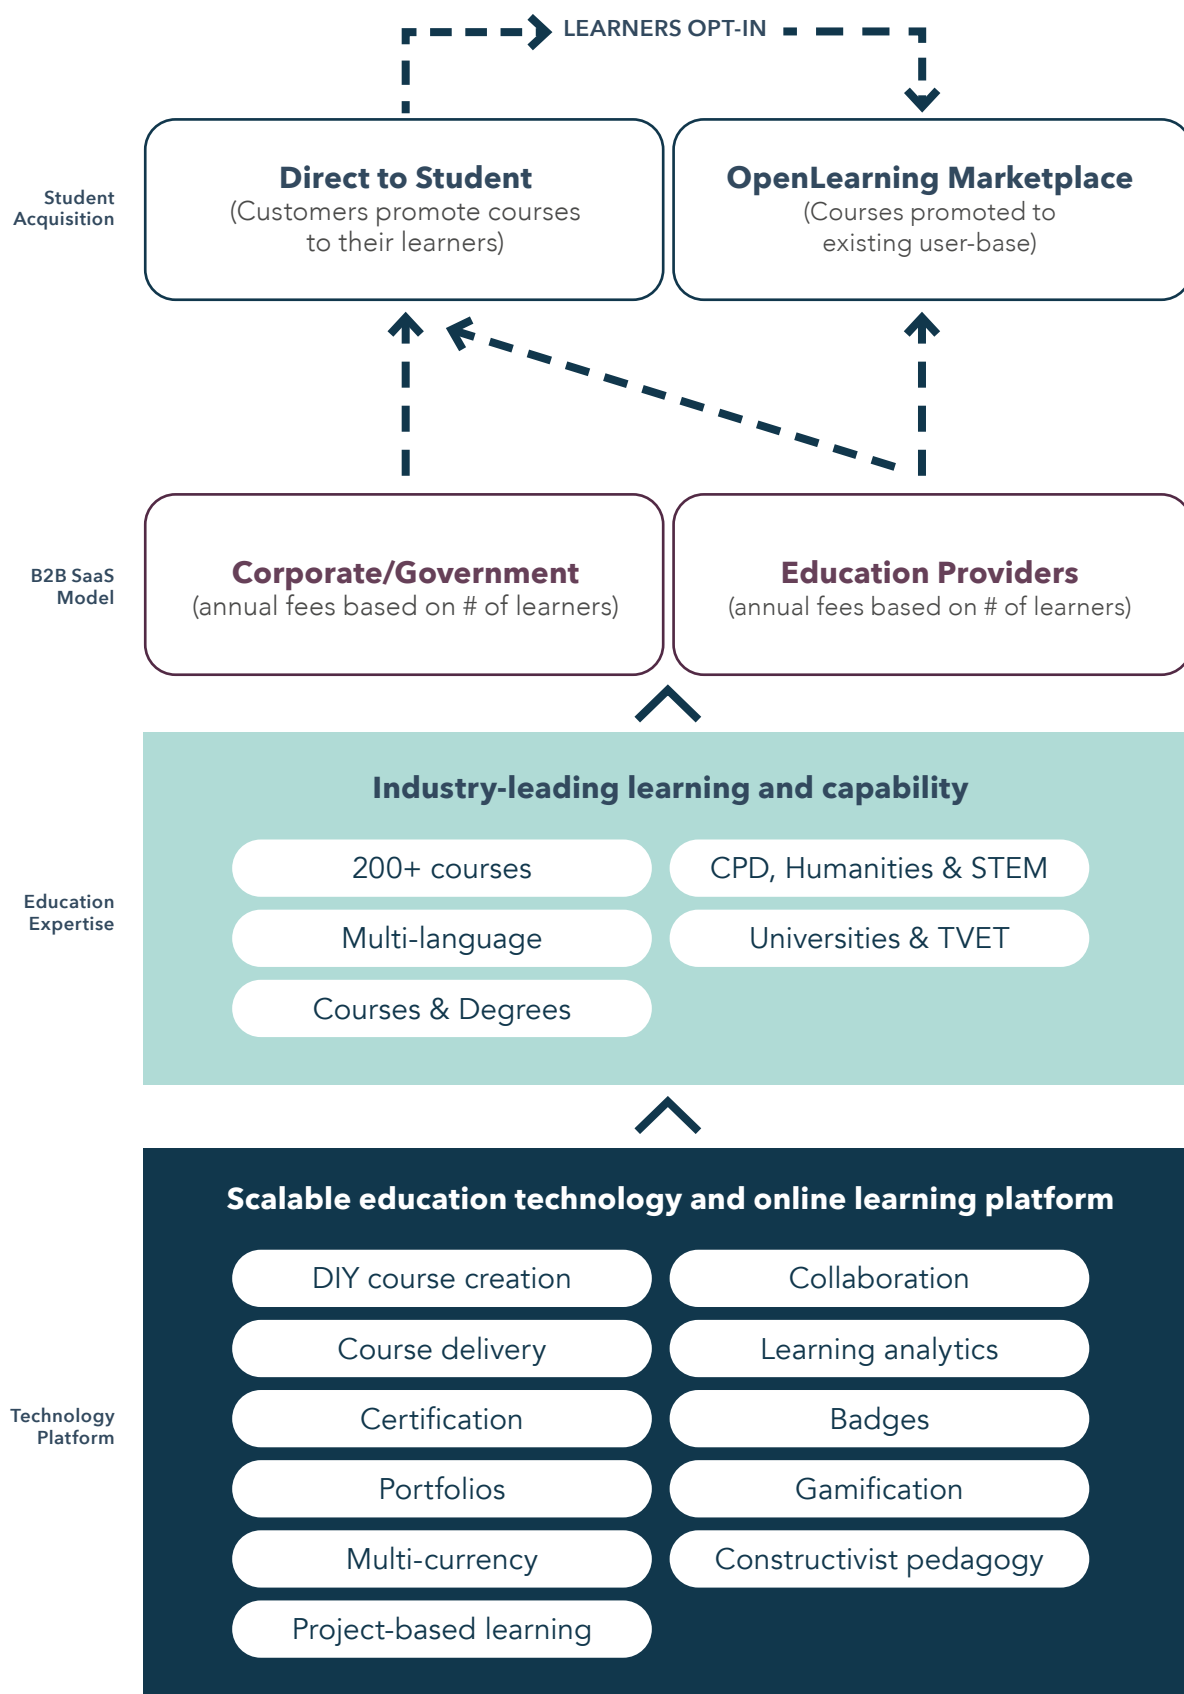 LEARNERS OPT-IN
Student
Acquisition
Direct to Student
(Customers promote courses
to their learners)
OpenLearning Marketplace
(Courses promoted to
existing user-base)
B2B SaaS
Model
Corporate/Government
(annual fees based on # of learners)
Education Providers
(annual fees based on # of learners)
Education
Expertise
Industry-leading learning and capability
200+ courses
CPD, Humanities & STEM
Multi-language
Universities & TVET
Courses & Degrees
Technology
Platform
Scalable education technology and online learning platform
DIY course creation
Collaboration
Course delivery
Learning analytics
Certification
Badges
Portfolios
Gamification
Multi-currency
Constructivist pedagogy
Project-based learning